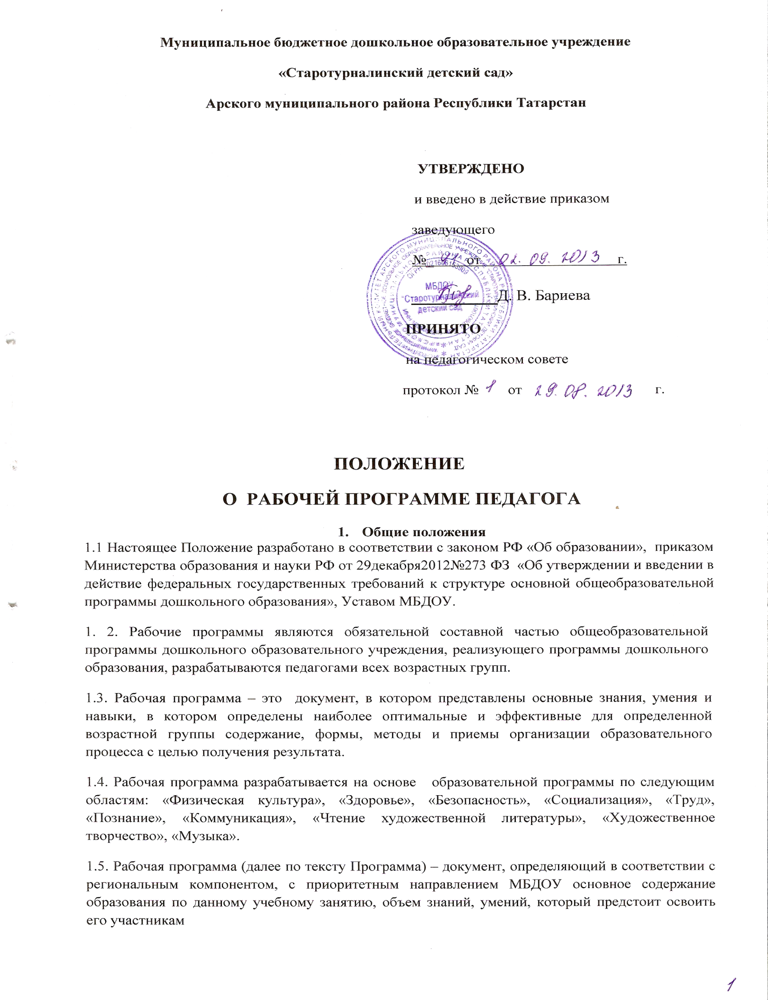 Муниципальное бюджетное дошкольное образовательное учреждение
«Старотурналинский детский сад»
Арского муниципального района Республики Татарстан
УТВЕРЖДЕНО
и введено в действие приказом
заведующего
№ 41 от 02. 09. 2013 г.
Д. В. Бариева
МБДОУ
"Старотурналинский
детский сад"
ПРИНЯТО
на педагогическом совете
протокол № 1 от 29. 08. 2013 г.
ПОЛОЖЕНИЕ
О РАБОЧЕЙ ПРОГРАММЕ ПЕДАГОГА
1. Общие положения
1.1 Настоящее Положение разработано в соответствии с законом РФ «Об образовании», приказом
Министерства образования и науки РФ от 29декабря2012№273 ФЗ «Об утверждении и введении в
действие федеральных государственных требований к структуре основной общеобразовательной
программы дошкольного образования», Уставом МБДОУ.
1. 2. Рабочие программы являются обязательной составной частью общеобразовательной
программы дошкольного образовательного учреждения, реализующего программы дошкольного
образования, разрабатываются педагогами всех возрастных групп.
1.3. Рабочая программа – это документ, в котором представлены основные знания, умения и
навыки, в котором определены наиболее оптимальные и эффективные для определенной
возрастной группы содержание, формы, методы и приемы организации образовательного
процесса с целью получения результата.
1.4. Рабочая программа разрабатывается на основе образовательной программы по следующим
областям: «Физическая культура», «Здоровье», «Безопасность», «Социализация», «Труд»,
«Познание», «Коммуникация», «Чтение художественной литературы», «Художественное
творчество», «Музыка».
1.5. Рабочая программа (далее по тексту Программа) – документ, определяющий в соответствии с
региональным компонентом, с приоритетным направлением МБДОУ основное содержание
образования по данному учебному занятию, объем знаний, умений, который предстоит освоить
его участникам
1